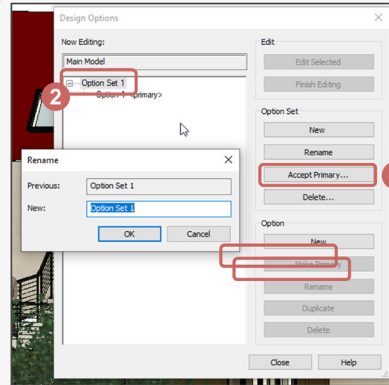 Design Options
Now Editing:
Main Model
Option Set 1
Option 1 <primary>
2
Edit
Edit Selected
Finish Editing
Option Set
New
Rename
Accept Primary...
Delete...
Rename
Previous:
Option Set 1
New:
Option Set 1
OK
Cancel
Option
New
Make Primary
Rename
Duplicate
Delete
Close
Help